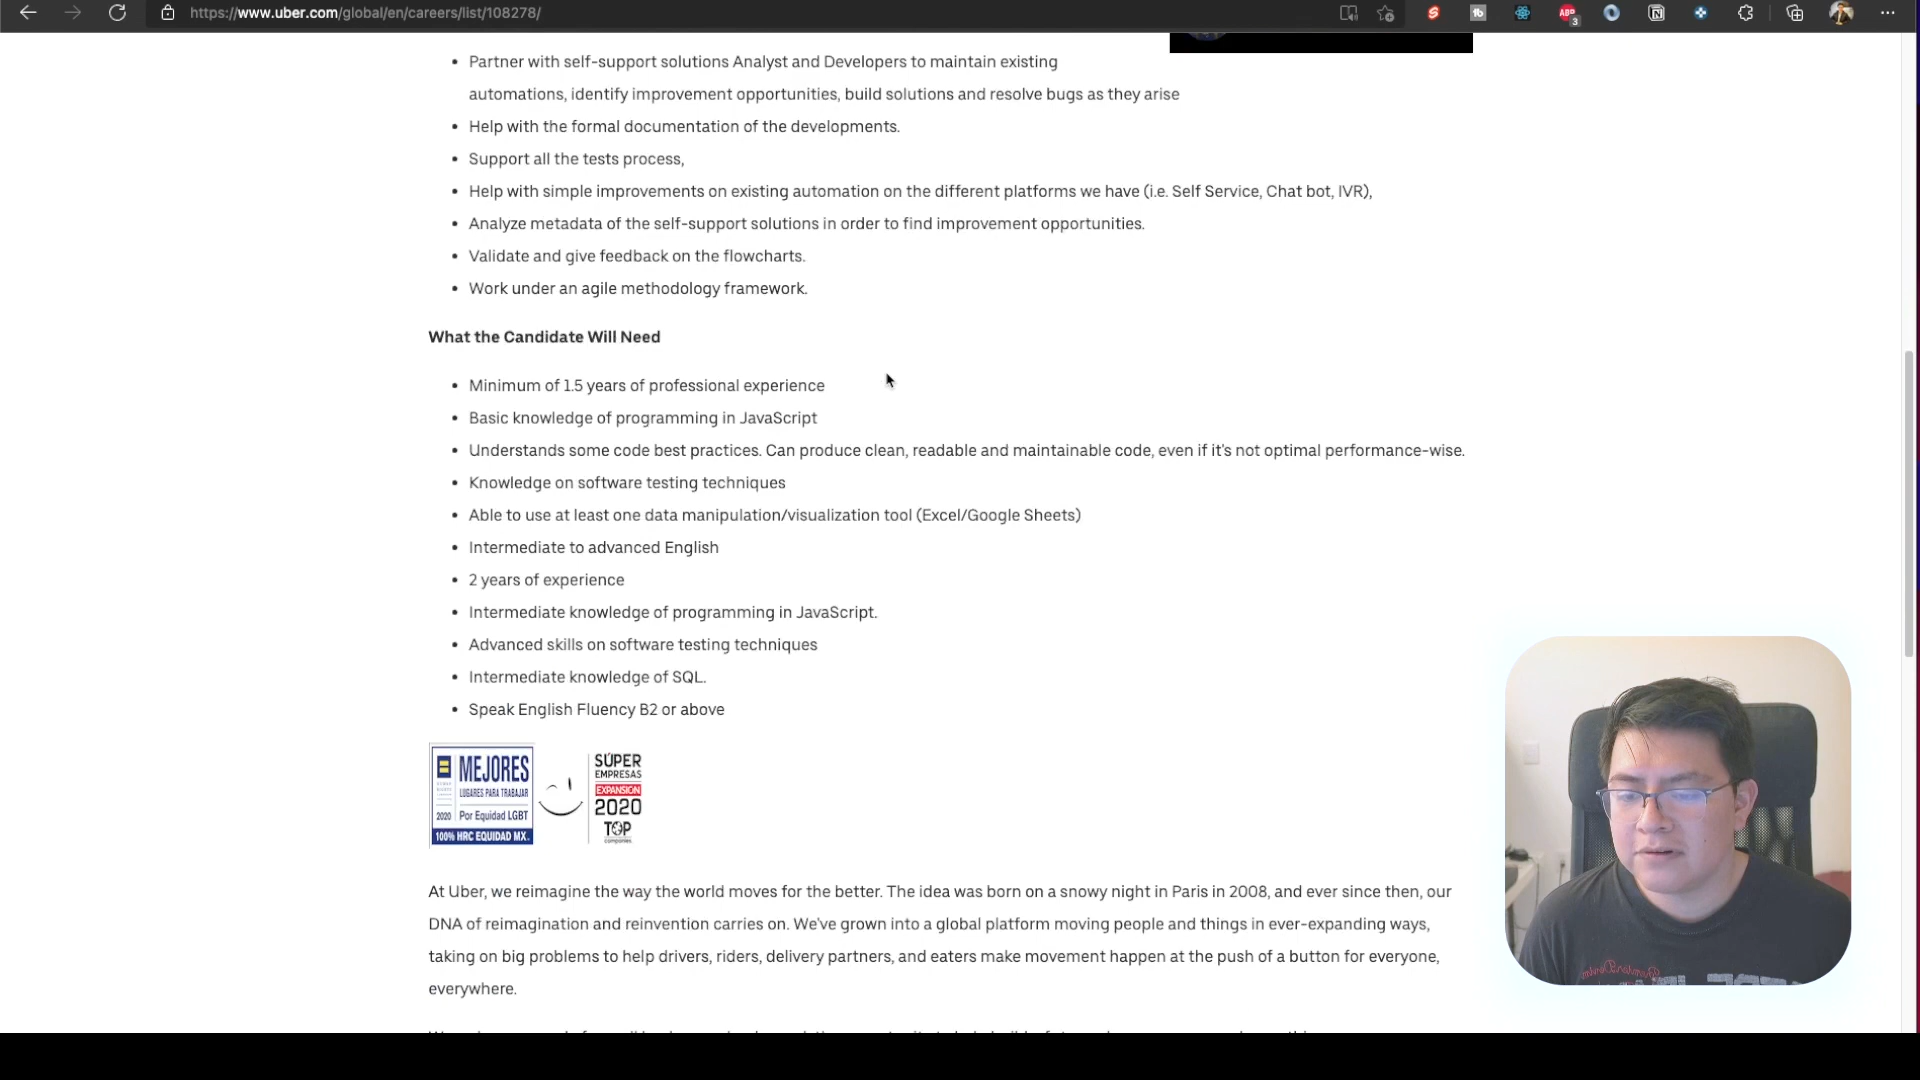 https://www.uber.com/global/en/careers/list/108278/
ABP
3
Partner with self-support solutions Analyst and Developers to maintain existing
automations, identify improvement opportunities, build solutions and resolve bugs as they arise
Help with the formal documentation of the developments.
Support all the tests process,
Help with simple improvements on existing automation on the different platforms we have (i.e. Self Service, Chat bot, IVR),
Analyze metadata of the self-support solutions in order to find improvement opportunities.
Validate and give feedback on the flowcharts.
Work under an agile methodology framework.
What the Candidate Will Need
Minimum of 1.5 years of professional experience
Basic knowledge of programming in JavaScript
Understands some code best practices. Can produce clean, readable and maintainable code, even if it's not optimal performance-wise.
Knowledge on software testing techniques
Able to use at least one data manipulation/visualization tool (Excel/Google Sheets)
Intermediate to advanced English
2 years of experience
Intermediate knowledge of programming in JavaScript.
Advanced skills on software testing techniques
Intermediate knowledge of SQL.
Speak English Fluency B2 or above
MEJORES
LUGARES PARA TRABAJAR
2020 Por Equidad LGBT
100% HRC EQUIDAD MX.
SÚPER
EMPRESAS
EXPANSIÓN
2020
TOP
companies
At Uber, we reimagine the way the world moves for the better. The idea was born on a snowy night in Paris in 2008, and ever since then, our
DNA of reimagination and reinvention carries on. We've grown into a global platform moving people and things in ever-expanding ways,
taking on big problems to help drivers, riders, delivery partners, and eaters make movement happen at the push of a button for everyone,
everywhere.